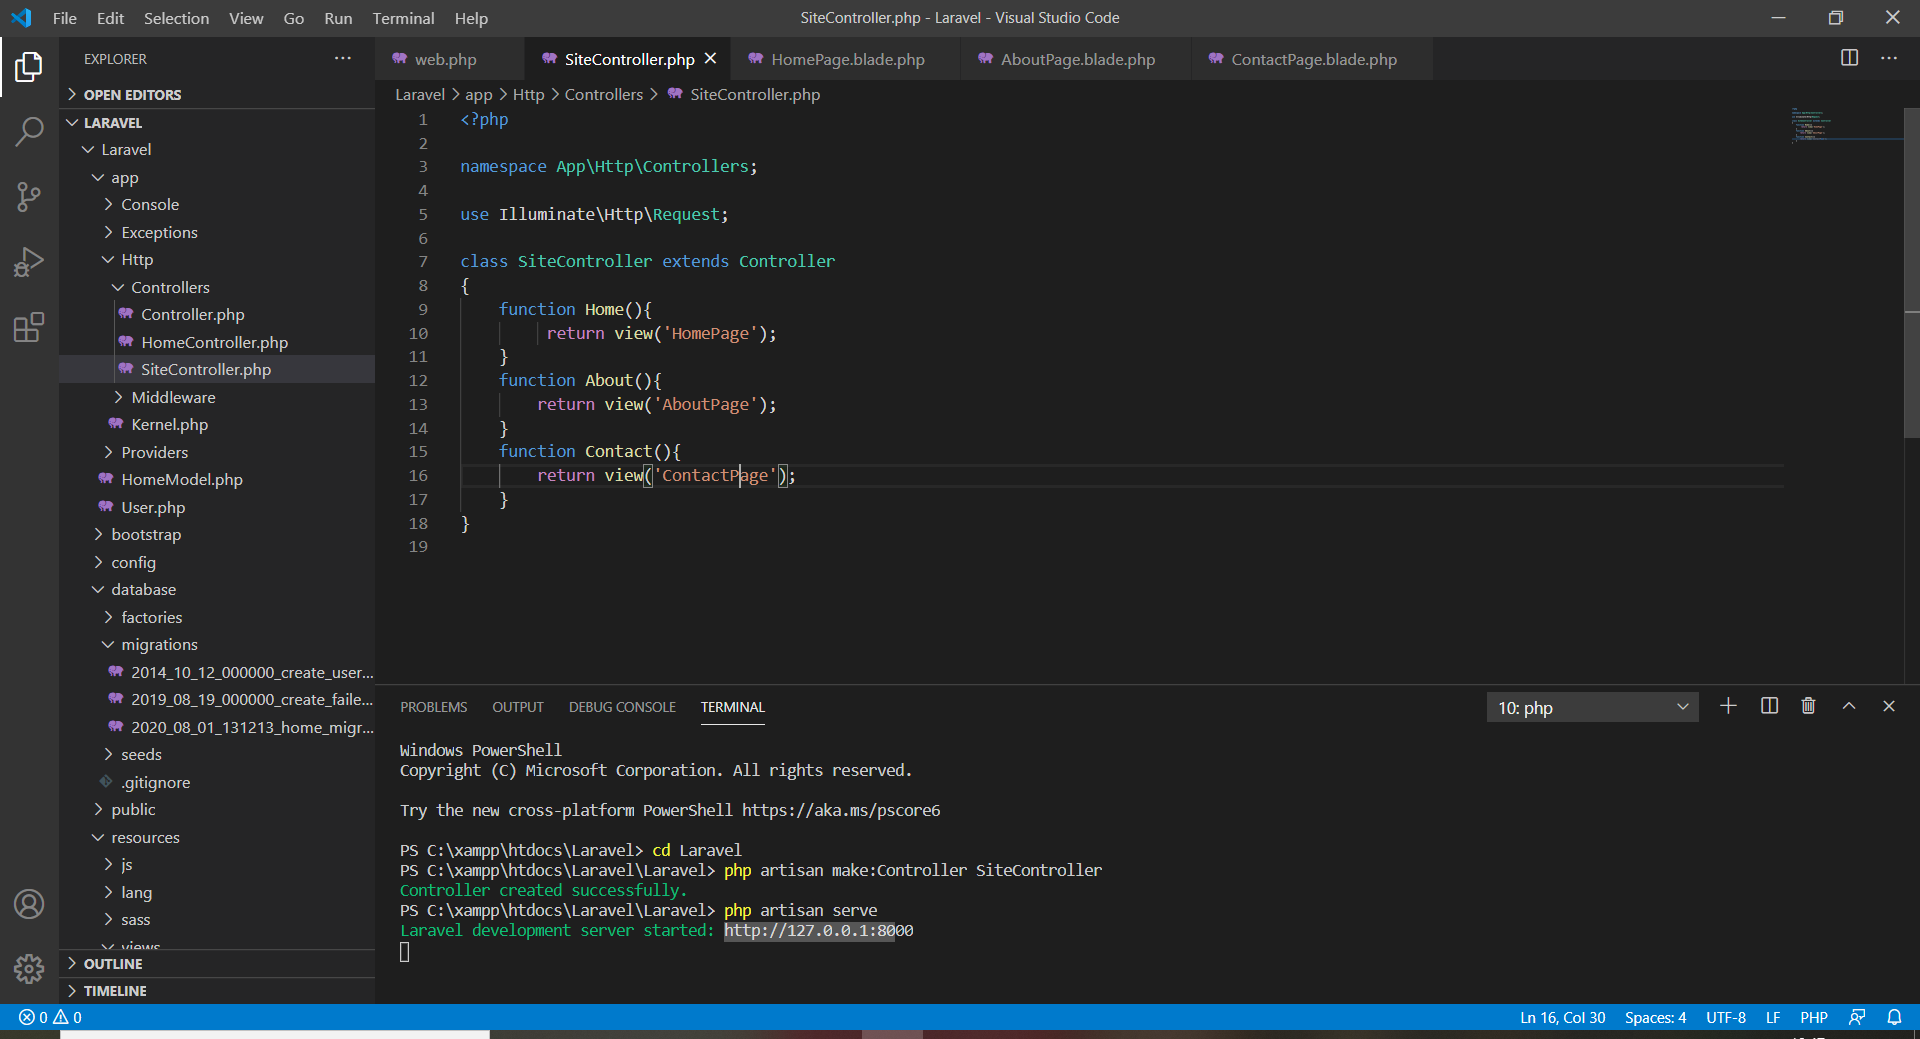 File Edit Selection View Go Run Terminal Help
SiteController.php - Laravel - Visual Studio Code
EXPLORER
OPEN EDITORS
LARAVEL
Laravel
app
Console
Exceptions
Http
Controllers
Controller.php
HomeController.php
SiteController.php
Middleware
Kernel.php
Providers
HomeModel.php
User.php
bootstrap
config
database
factories
migrations
2014_10_12_000000_create_user...
2019_08_19_000000_create_faile...
2020_08_01_131213_home_migr...
seeds
.gitignore
public
resources
js
lang
sass
views
OUTLINE
TIMELINE
web.php SiteController.php HomePage.blade.php AboutPage.blade.php ContactPage.blade.php
Laravel > app > Http > Controllers > SiteController.php
1 <?php
2
3 namespace App\Http\Controllers;
4
5 use Illuminate\Http\Request;
6
7 class SiteController extends Controller
8 {
9 function Home(){
10 return view('HomePage');
11 }
12 function About(){
13 return view('AboutPage');
14 }
15 function Contact(){
16 return view('ContactPage');
17 }
18 }
19
PROBLEMS OUTPUT DEBUG CONSOLE TERMINAL
10: php
Windows PowerShell
Copyright (C) Microsoft Corporation. All rights reserved.
Try the new cross-platform PowerShell https://aka.ms/pscore6
PS C:\xampp\htdocs\Laravel> cd Laravel
PS C:\xampp\htdocs\Laravel\Laravel> php artisan make:Controller SiteController
Controller created successfully.
PS C:\xampp\htdocs\Laravel\Laravel> php artisan serve
Laravel development server started: http://127.0.0.1:8000
0 0
Ln 16, Col 30 Spaces: 4 UTF-8 LF PHP